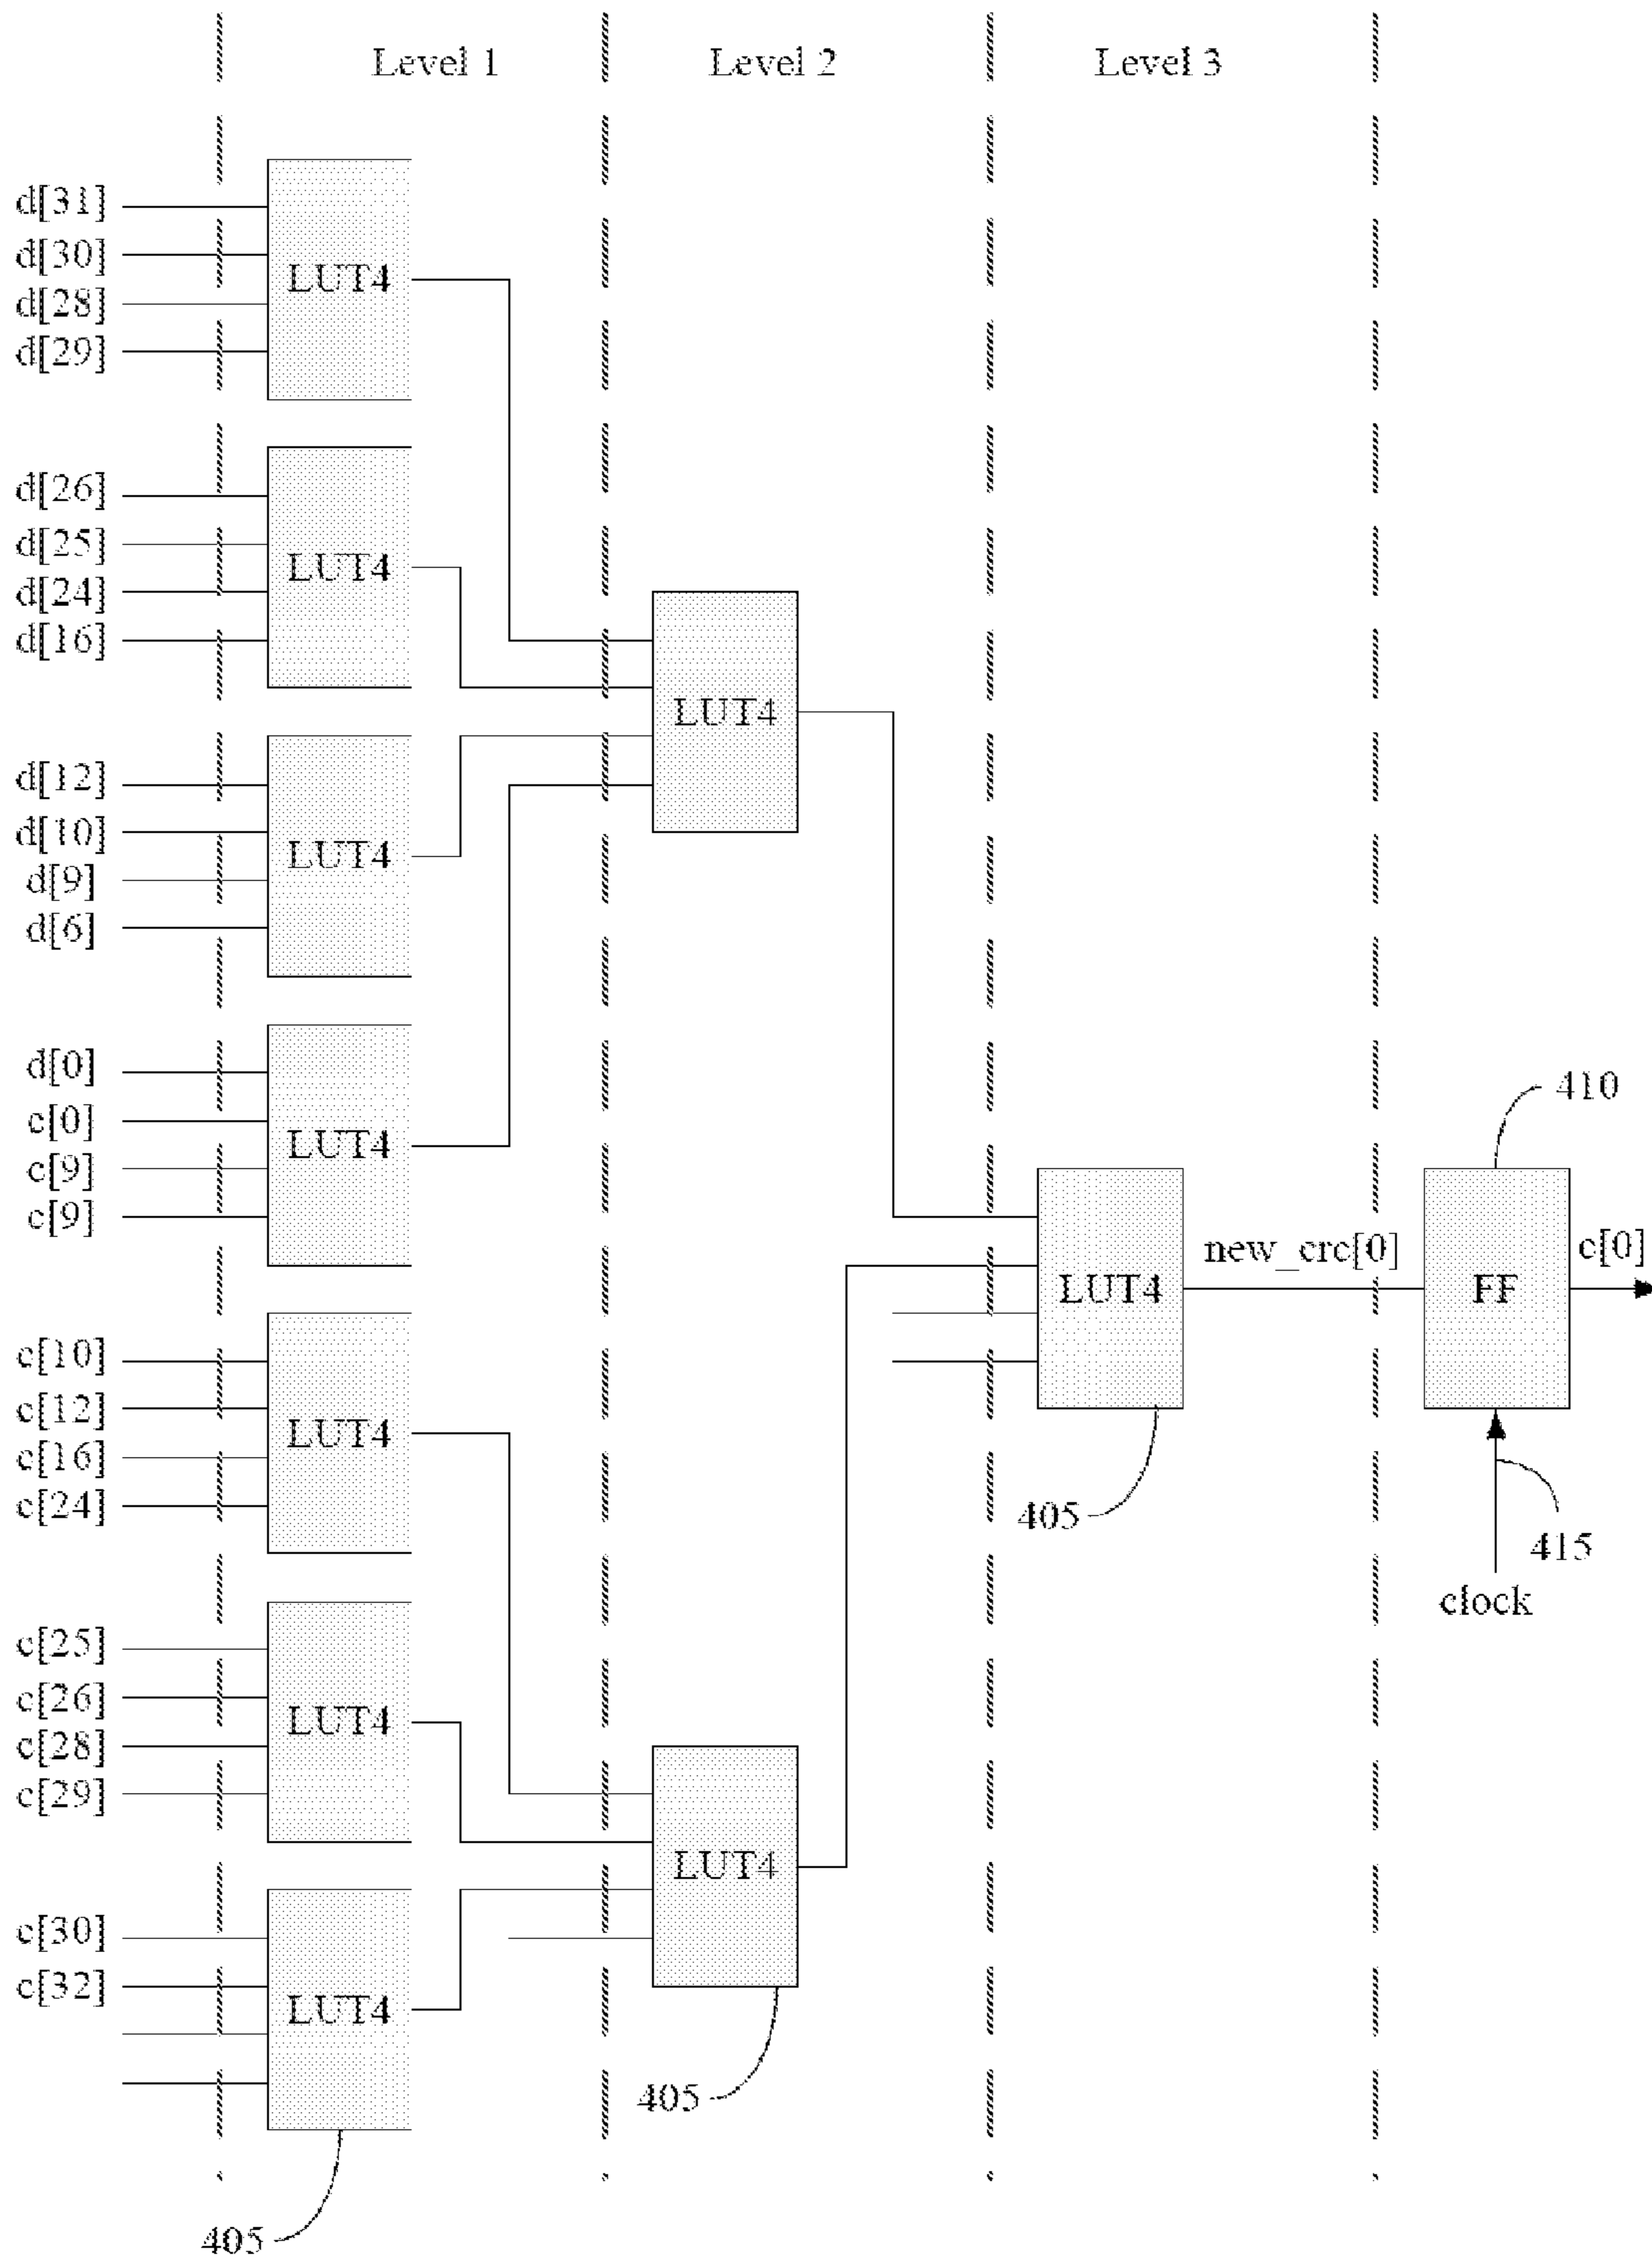 Level 1
Level 2
Level 3
d[31]
d[30]
d[28]
d[29]
LUT4
d[26]
d[25]
d[24]
d[16]
LUT4
d[12]
d[10]
d[9]
d[6]
LUT4
LUT4
d[0]
c[0]
c[9]
c[9]
LUT4
c[10]
c[12]
c[16]
c[24]
LUT4
c[25]
c[26]
c[28]
c[29]
LUT4
c[30]
c[32]
LUT4
405
LUT4
405
LUT4
405
new_crc[0]
410
FF
c[0]
415
clock